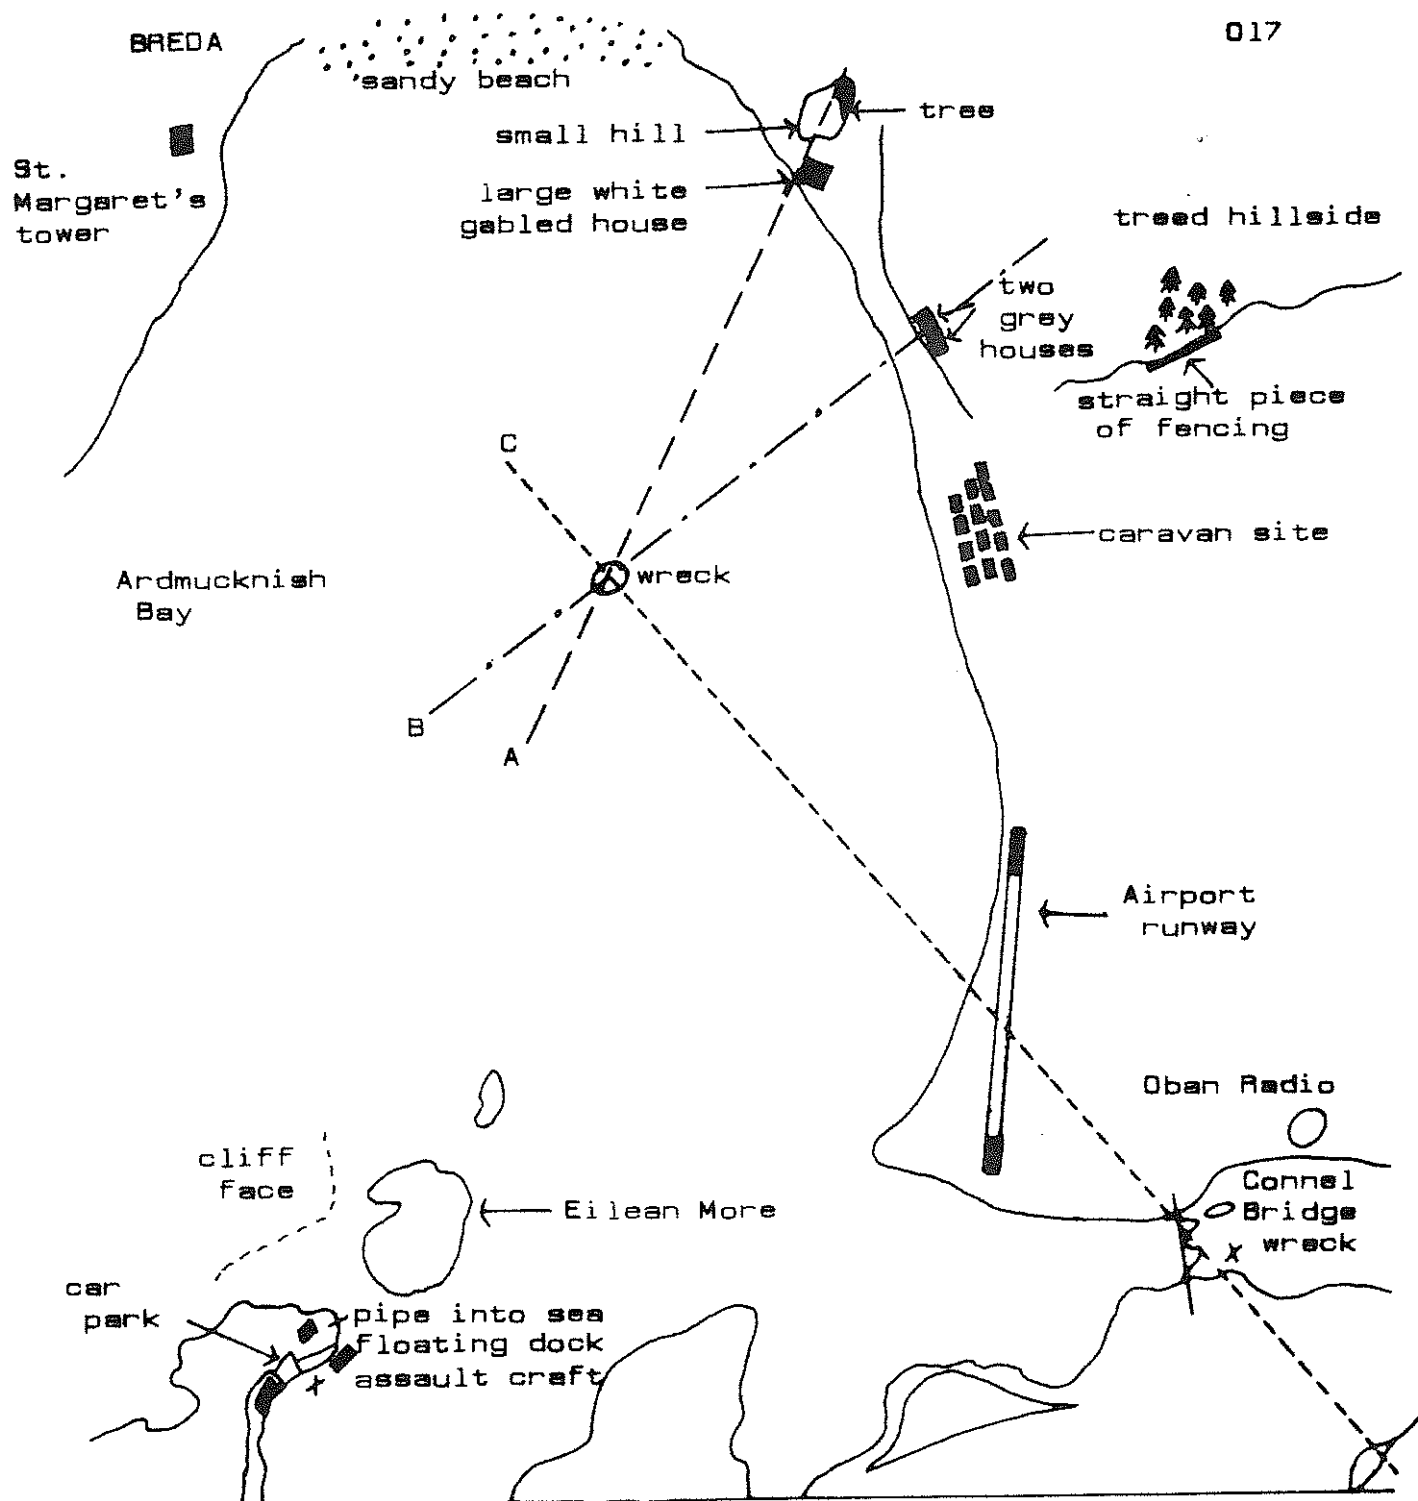 BREDA
017
sandy beach
tree
small hill
St.
Margaret's
tower
large white
gabled house
treed hillside
two
grey
houses
straight piece
of fencing
C
caravan site
wreck
Ardmucknish
Bay
B
A
Airport
runway
Oban Radio
cliff
face
Connel
Bridge
wreck
Eilean More
car
park
pipe into sea
floating dock
assault craft